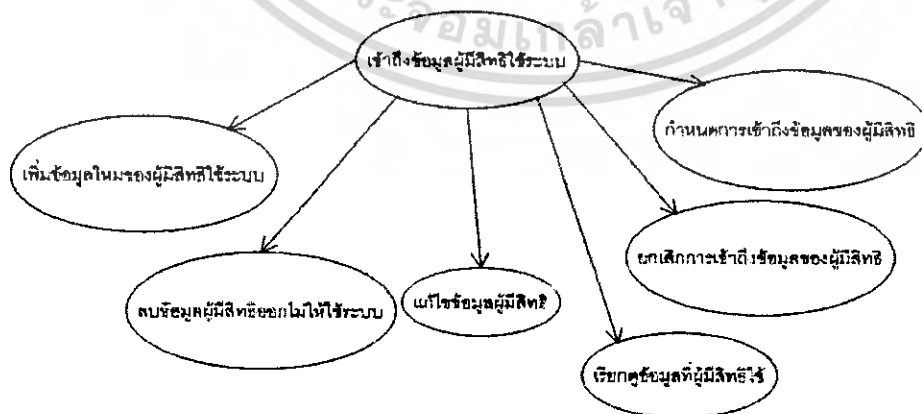 เข้าถึงข้อมูลผู้มีสิทธิใช้ระบบ
กำหนดการเข้าถึงข้อมูลของผู้มีสิทธิ
เพิ่มข้อมูลใหม่ของผู้มีสิทธิใช้ระบบ
ยกเลิกการเข้าถึงข้อมูลของผู้มีสิทธิ
ลบข้อมูลผู้มีสิทธิออกไม่ให้ใช้ระบบ
แก้ไขข้อมูลผู้มีสิทธิ
เรียกดูข้อมูลที่ผู้มีสิทธิใช้